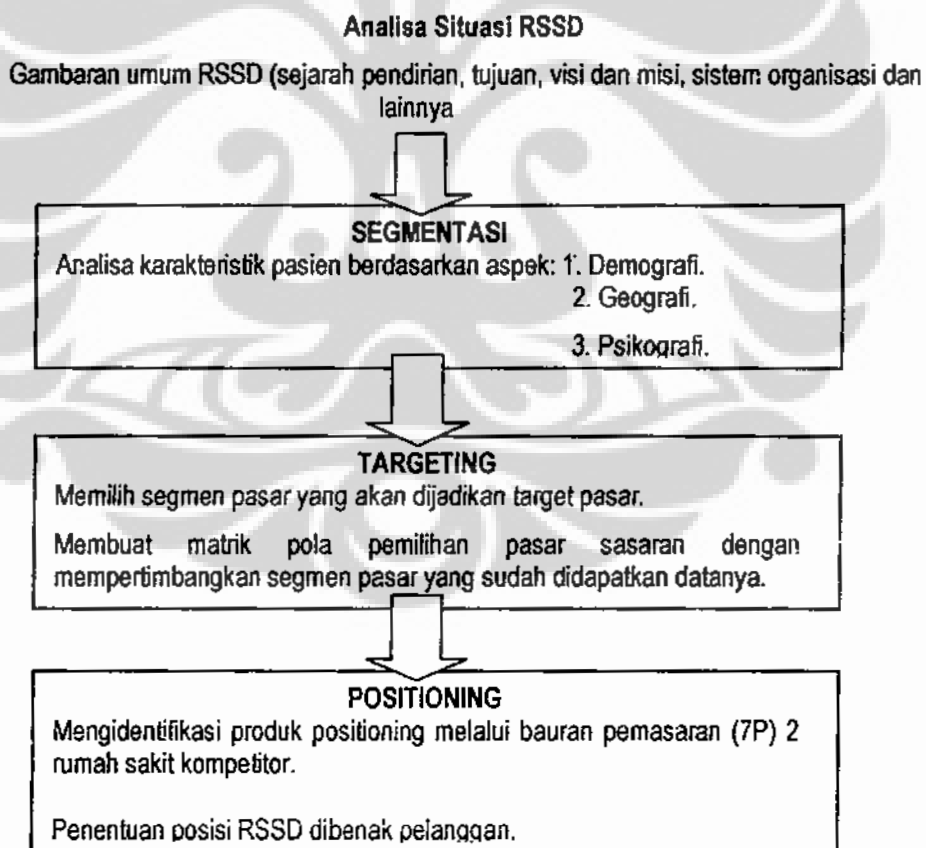 Analisa Situasi RSSD
Gambaran umum RSSD (sejarah pendirian, tujuan, visi dan misi, sistem organisasi dan
lainnya
SEGMENTASI
Analisa karakteristik pasien berdasarkan aspek: 1. Demografi.
2. Geografi.
3. Psikografi.
TARGETING
Memilih segmen pasar yang akan dijadikan target pasar.
Membuat matrik pola pemilihan pasar sasaran dengan
mempertimbangkan segmen pasar yang sudah didapatkan datanya.
POSITIONING
Mengidentifikasi produk positioning melalui bauran pemasaran (7P) 2
rumah sakit kompetitor.
Penentuan posisi RSSD dibenak pelanggan.